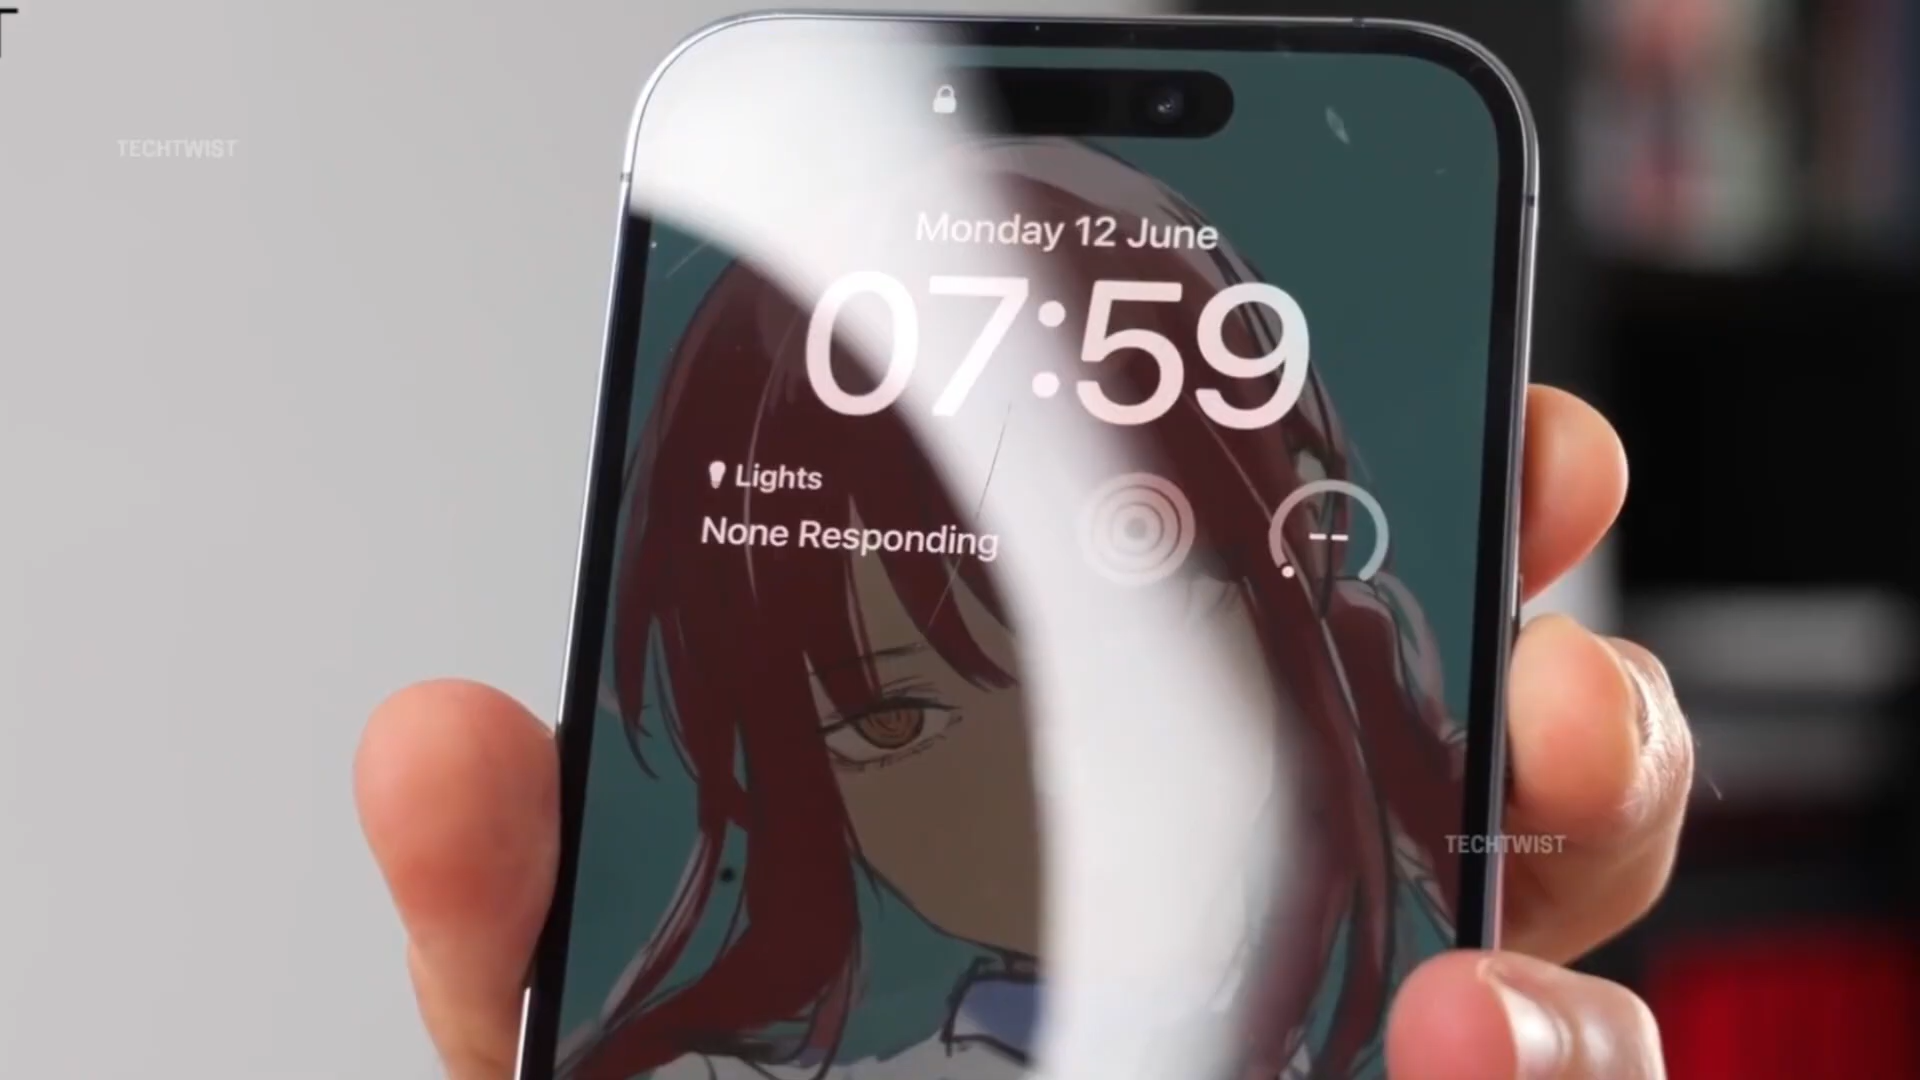 T
TECHTWIST
Monday 12 June
07:59
Lights
None Responding
--
TECHTWIST